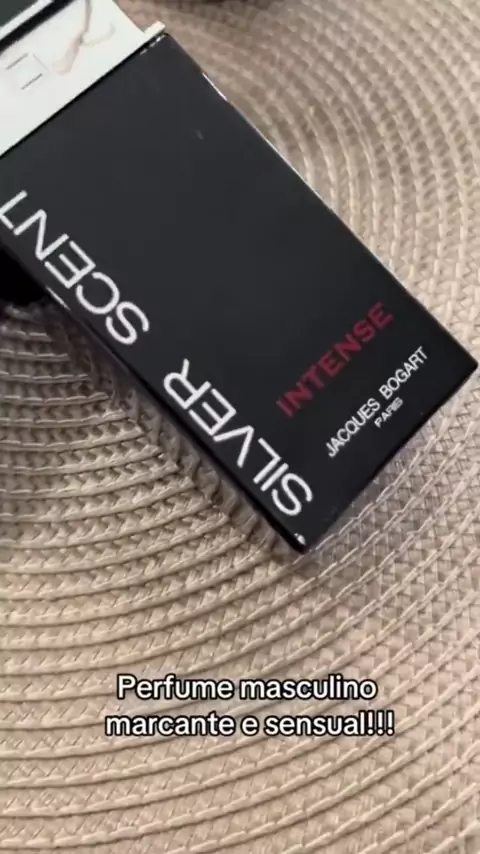 SILVER SCENT
INTENSE
JACQUES BOGART
PARIS
Perfume masculino
marcante e sensual!!!